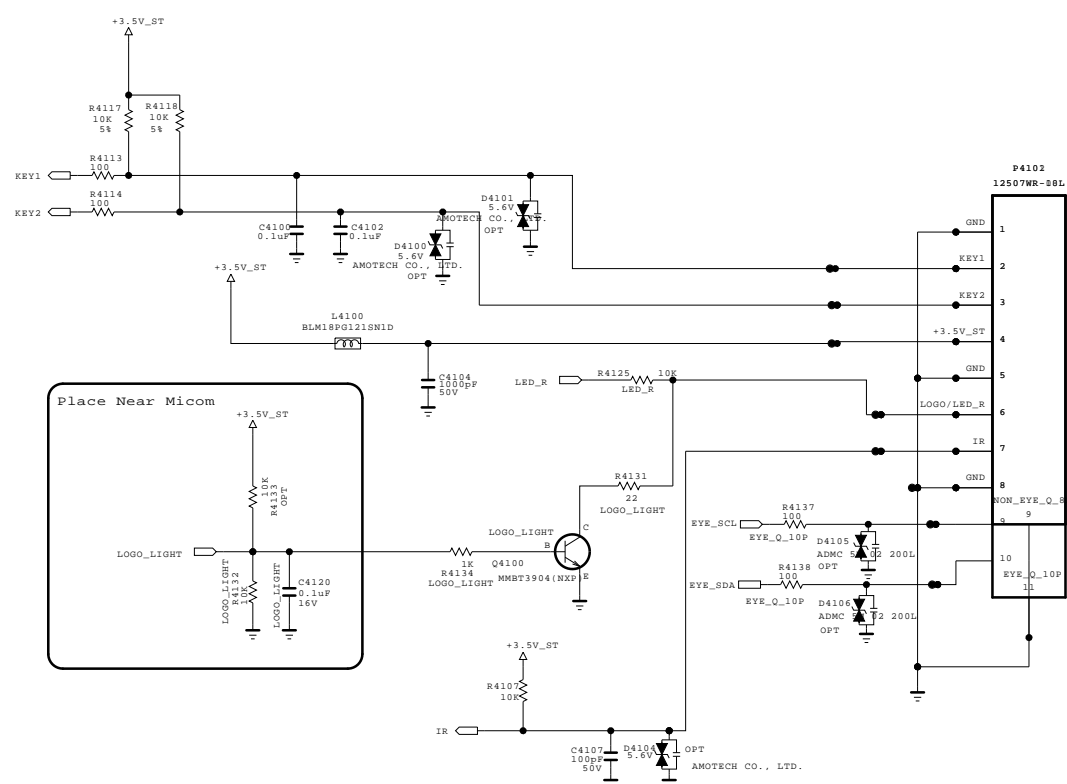 +3.5V_ST
R4117
10K
5%
R4118
10K
5%
R4113
100
KEY1
R4114
100
KEY2
C4100
0.1uF
C4102
0.1uF
D4101
5.6V
AMOTECH CO., LTD.
OPT
D4100
5.6V
AMOTECH CO., LTD.
OPT
+3.5V_ST
L4100
BLM18PG121SN1D
C4104
1000pF
50V
P4102
12507WR-08L
GND
1
KEY1
2
KEY2
3
+3.5V_ST
4
GND
5
LOGO/LED_R
6
IR
7
GND
8
NON_EYE_Q_8
9
9
10
EYE_Q_10P
11
LED_R
R4125
10K
LED_R
R4131
22
LOGO_LIGHT
Place Near Micom
+3.5V_ST
10K
R4133
OPT
LOGO_LIGHT
LOGO_LIGHT
R4132
10K
LOGO_LIGHT
C4120
0.1uF
16V
1K
R4134
LOGO_LIGHT
LOGO_LIGHT
Q4100
MMBT3904(NXP)
B
C
E
EYE_SCL
R4137
100
EYE_Q_10P
D4105
200L
OPT
EYE_SDA
R4138
100
EYE_Q_10P
D4106
200L
OPT
+3.5V_ST
R4107
10K
IR
C4107
100pF
50V
D4104
5.6V
OPT
AMOTECH CO., LTD.